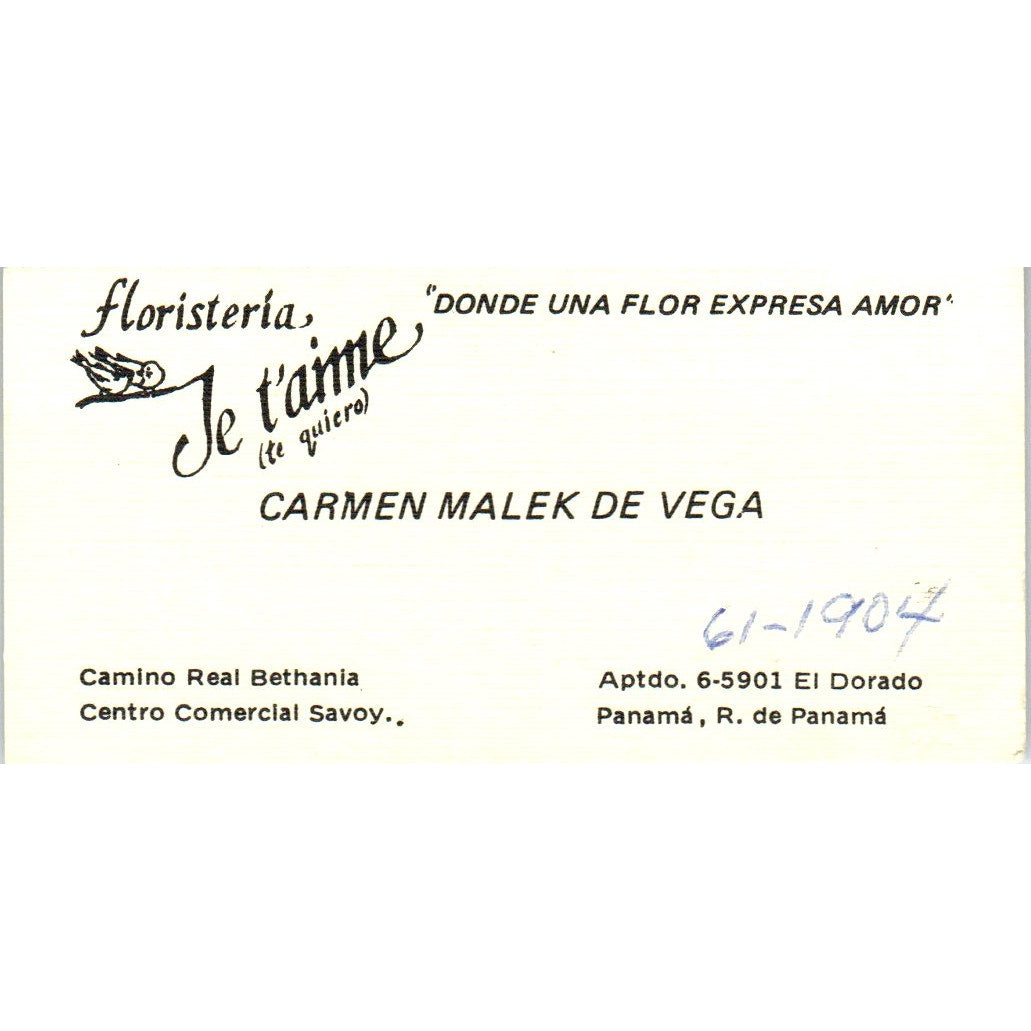 floristería
"DONDE UNA FLOR EXPRESA AMOR"
Je t'aime
(te quiero)
CARMEN MALEK DE VEGA
61-1904
Camino Real Bethania
Centro Comercial Savoy..
Aptdo. 6-5901 El Dorado
Panamá, R. de Panamá